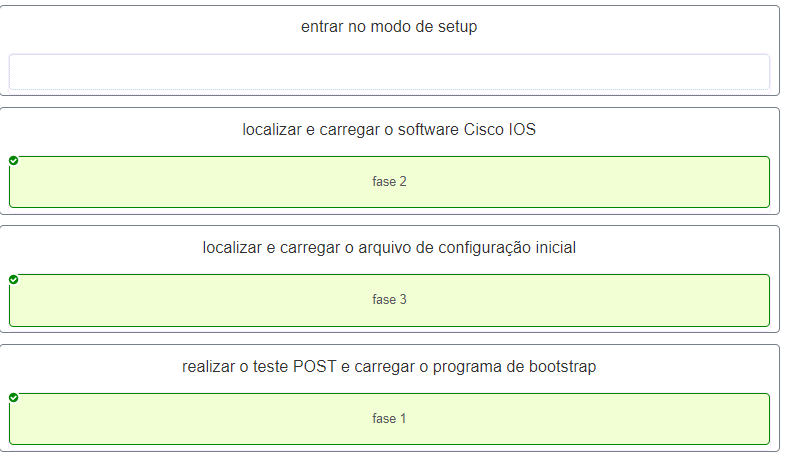 entrar no modo de setup
localizar e carregar o software Cisco IOS
fase 2
localizar e carregar o arquivo de configuração inicial
fase 3
realizar o teste POST e carregar o programa de bootstrap
fase 1